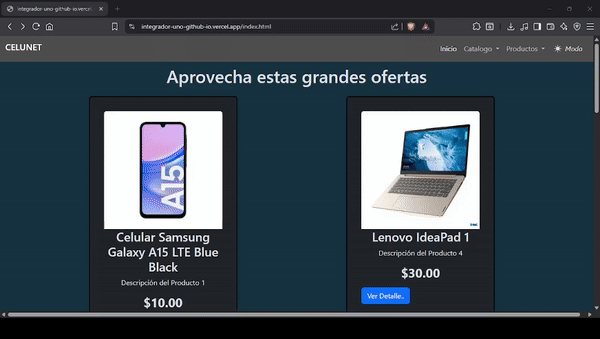 integrador-uno-github-io.vercel.ap
integrador-uno-github-io.vercel.app/index.html
CELUNET
Inicio
Catalogo
Productos
Modo
Aprovecha estas grandes ofertas
A15
Celular Samsung
Galaxy A15 LTE Blue
Black
Descripción del Producto 1
$10.00
Lenovo IdeaPad 1
Descripción del Producto 4
$30.00
Ver Detalle..